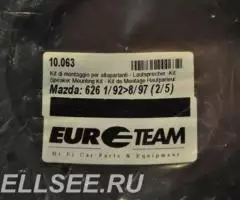 10.063
Kit di montaggio per altoparlanti - Lautsprecher Kit
Speaker Mounting Kit - Kit de Montage Hautparleur
Mazda: 626 1/92>8/97 (2/5)
EUROTEAM
Hi Fi Car Parts & Equipment
ELLSEE.RU